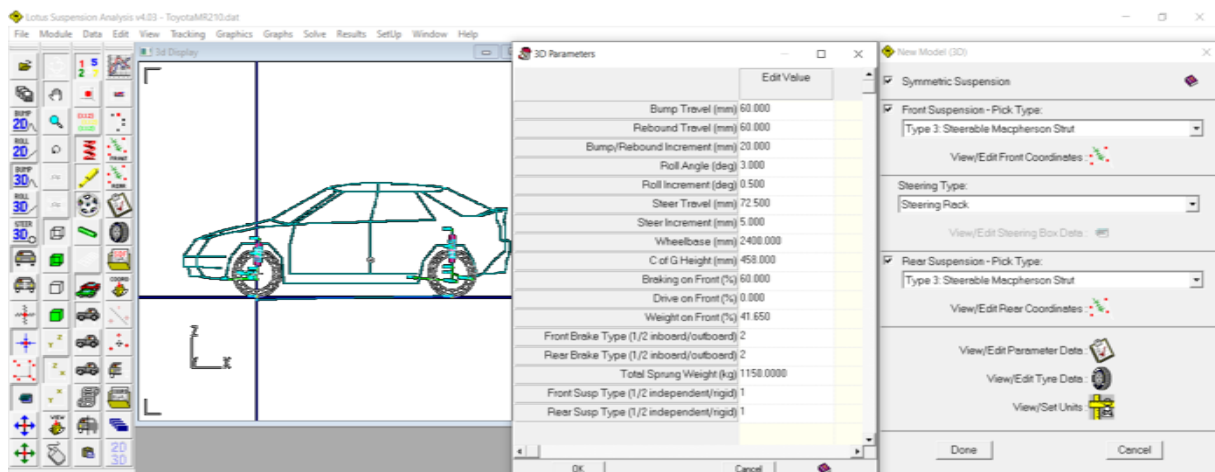 Lotus Suspension Analysis v4.03 - ToyotaMR210.dat
File Module Data Edit View Tracking Graphics Graphs Solve Results SetUp Window Help
3d Display
BUMP
2D
ROLL
2D
BUMP
3D
ROLL
3D
STEER
3D
COORD
2D
3D
Z
X
3D Parameters
Edit Value
Bump Travel (mm) 60.000
Rebound Travel (mm) 60.000
Bump/Rebound Increment (mm) 20.000
Roll Angle (deg) 3.000
Roll Increment (deg) 0.500
Steer Travel (mm) 72.500
Steer Increment (mm) 5.000
Wheelbase (mm) 2400.000
C of G Height (mm) 458.000
Braking on Front (%) 60.000
Drive on Front (%) 0.000
Weight on Front (%) 41.650
Front Brake Type (1/2 inboard/outboard) 2
Rear Brake Type (1/2 inboard/outboard) 2
Total Sprung Weight (kg) 1150.0000
Front Susp Type (1/2 independent/rigid) 1
Rear Susp Type (1/2 independent/rigid) 1
OK Cancel
New Model (3D)
Symmetric Suspension
Front Suspension - Pick Type:
Type 3: Steerable Macpherson Strut
View/Edit Front Coordinates :
Steering Type:
Steering Rack
View/Edit Steering Box Data :
Rear Suspension - Pick Type:
Type 3: Steerable Macpherson Strut
View/Edit Rear Coordinates :
View/Edit Parameter Data :
View/Edit Tyre Data :
View/Set Units :
Done Cancel